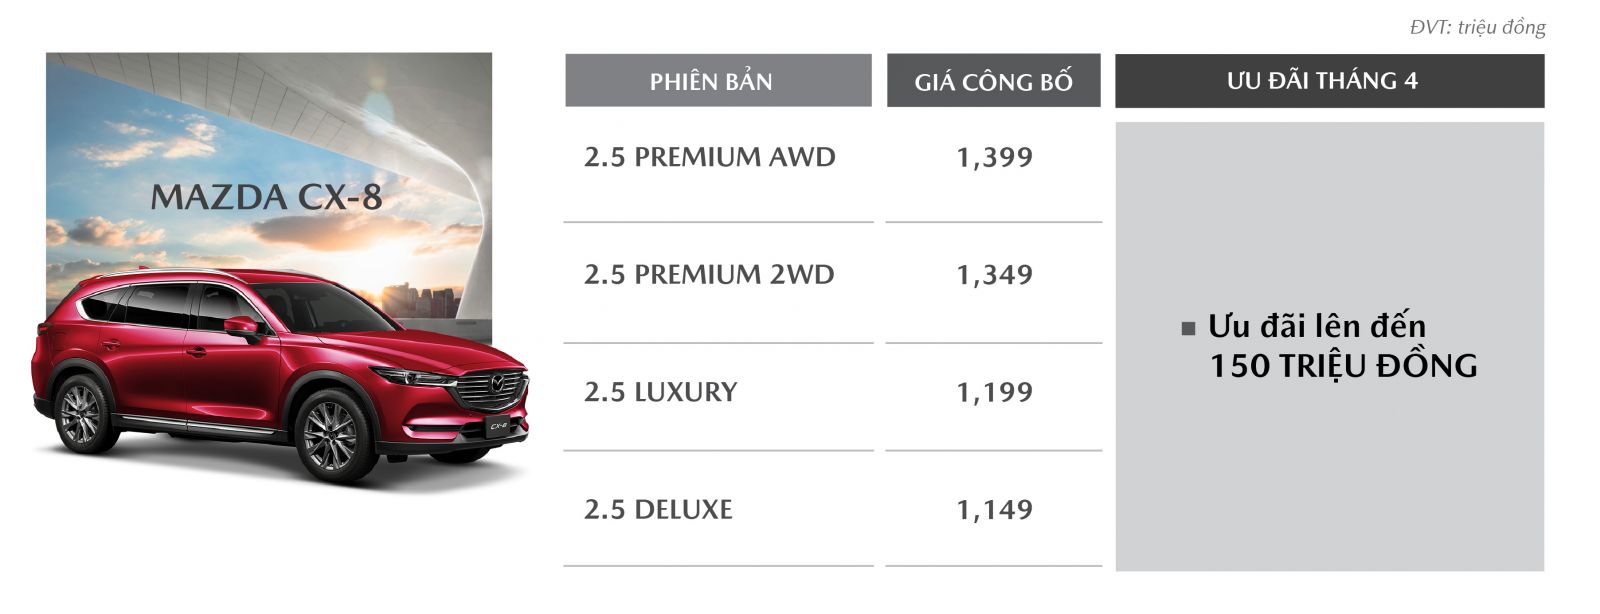 ĐVT: triệu đồng
MAZDA CX-8
PHIÊN BẢN GIÁ CÔNG BỐ ƯU ĐÃI THÁNG 4
2.5 PREMIUM AWD 1,399
2.5 PREMIUM 2WD 1,349
2.5 LUXURY 1,199
2.5 DELUXE 1,149
▪ Ưu đãi lên đến
150 TRIỆU ĐỒNG
CX-8